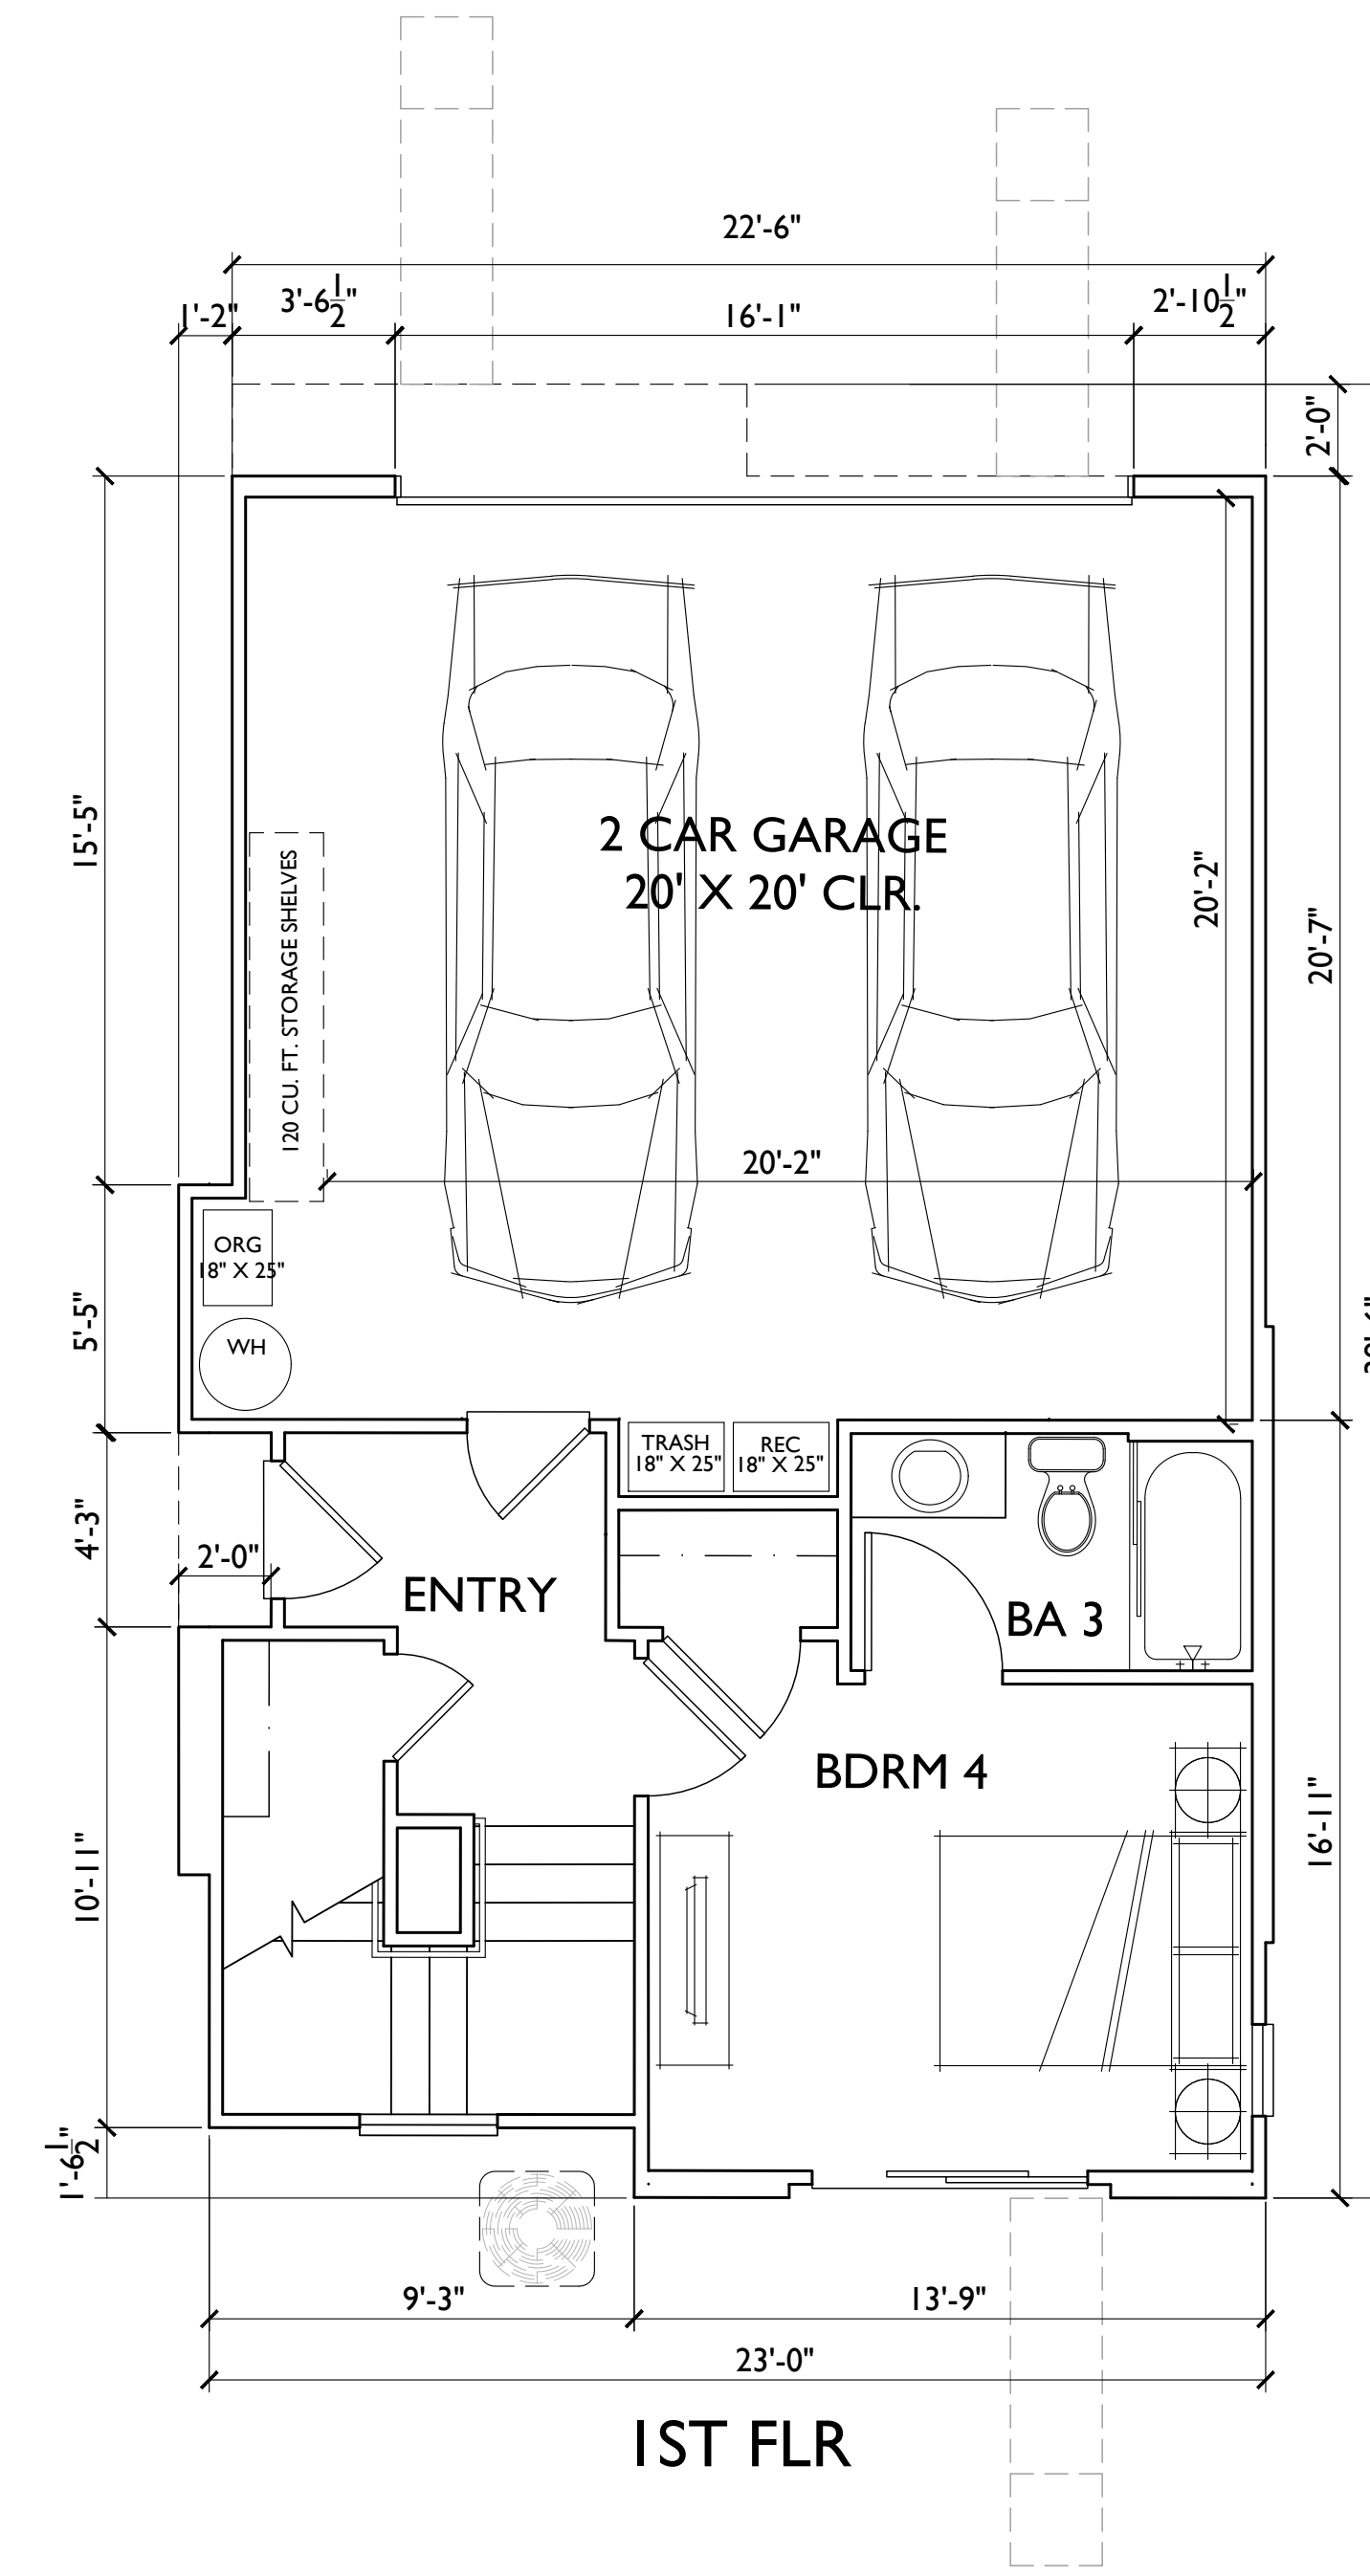 22'-6"
1'-2"
3'-6 1/2"
16'-1"
2'-10 1/2"
2'-0"
15'-5"
2 CAR GARAGE
20' X 20' CLR.
120 CU. FT. STORAGE SHELVES
20'-2"
20'-7"
20'-2"
ORG
18" X 25"
5'-5"
WH
TRASH
18" X 25"
REC
18" X 25"
4'-3"
2'-0"
ENTRY
BA 3
BDRM 4
10'-11"
16'-11"
1'-6 1/2"
9'-3"
13'-9"
23'-0"
1ST FLR